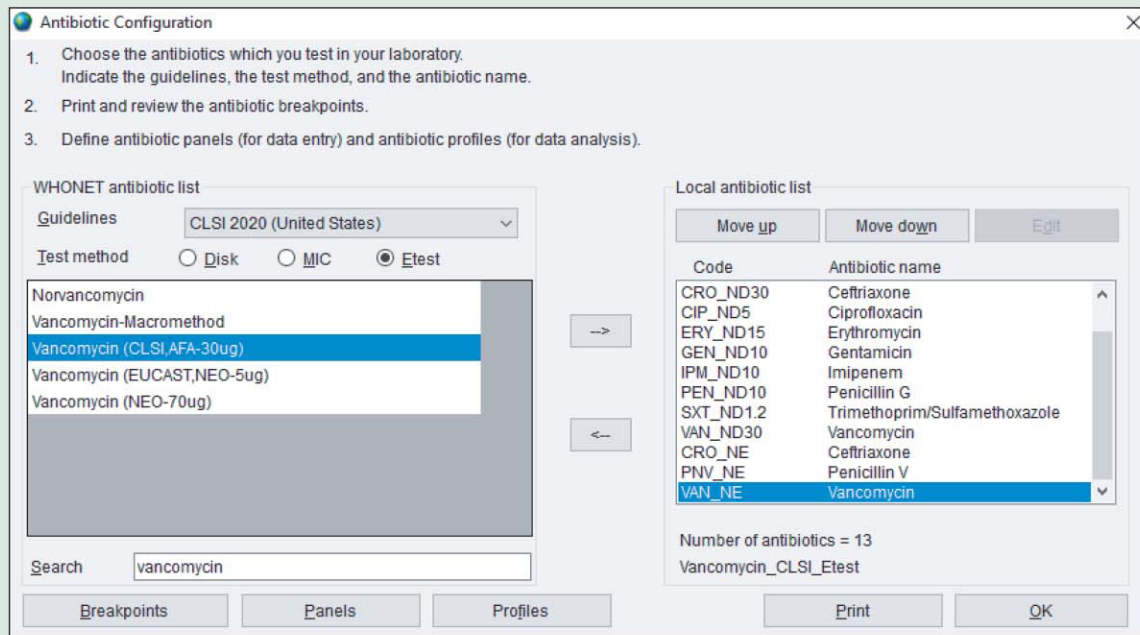 Antibiotic Configuration
1. Choose the antibiotics which you test in your laboratory.
Indicate the guidelines, the test method, and the antibiotic name.
2. Print and review the antibiotic breakpoints.
3. Define antibiotic panels (for data entry) and antibiotic profiles (for data analysis).
WHONET antibiotic list
Guidelines CLSI 2020 (United States)
Test method Disk MIC Etest
Norvancomycin
Vancomycin-Macromethod
Vancomycin (CLSI,AFA-30ug)
Vancomycin (EUCAST,NEO-5ug)
Vancomycin (NEO-70ug)
Search vancomycin
Breakpoints Panels Profiles
-->
<--
Local antibiotic list
Move up Move down Edit
Code Antibiotic name
CRO_ND30 Ceftriaxone
CIP_ND5 Ciprofloxacin
ERY_ND15 Erythromycin
GEN_ND10 Gentamicin
IPM_ND10 Imipenem
PEN_ND10 Penicillin G
SXT_ND1.2 Trimethoprim/Sulfamethoxazole
VAN_ND30 Vancomycin
CRO_NE Ceftriaxone
PNV_NE Penicillin V
VAN_NE Vancomycin
Number of antibiotics = 13
Vancomycin_CLSI_Etest
Print OK